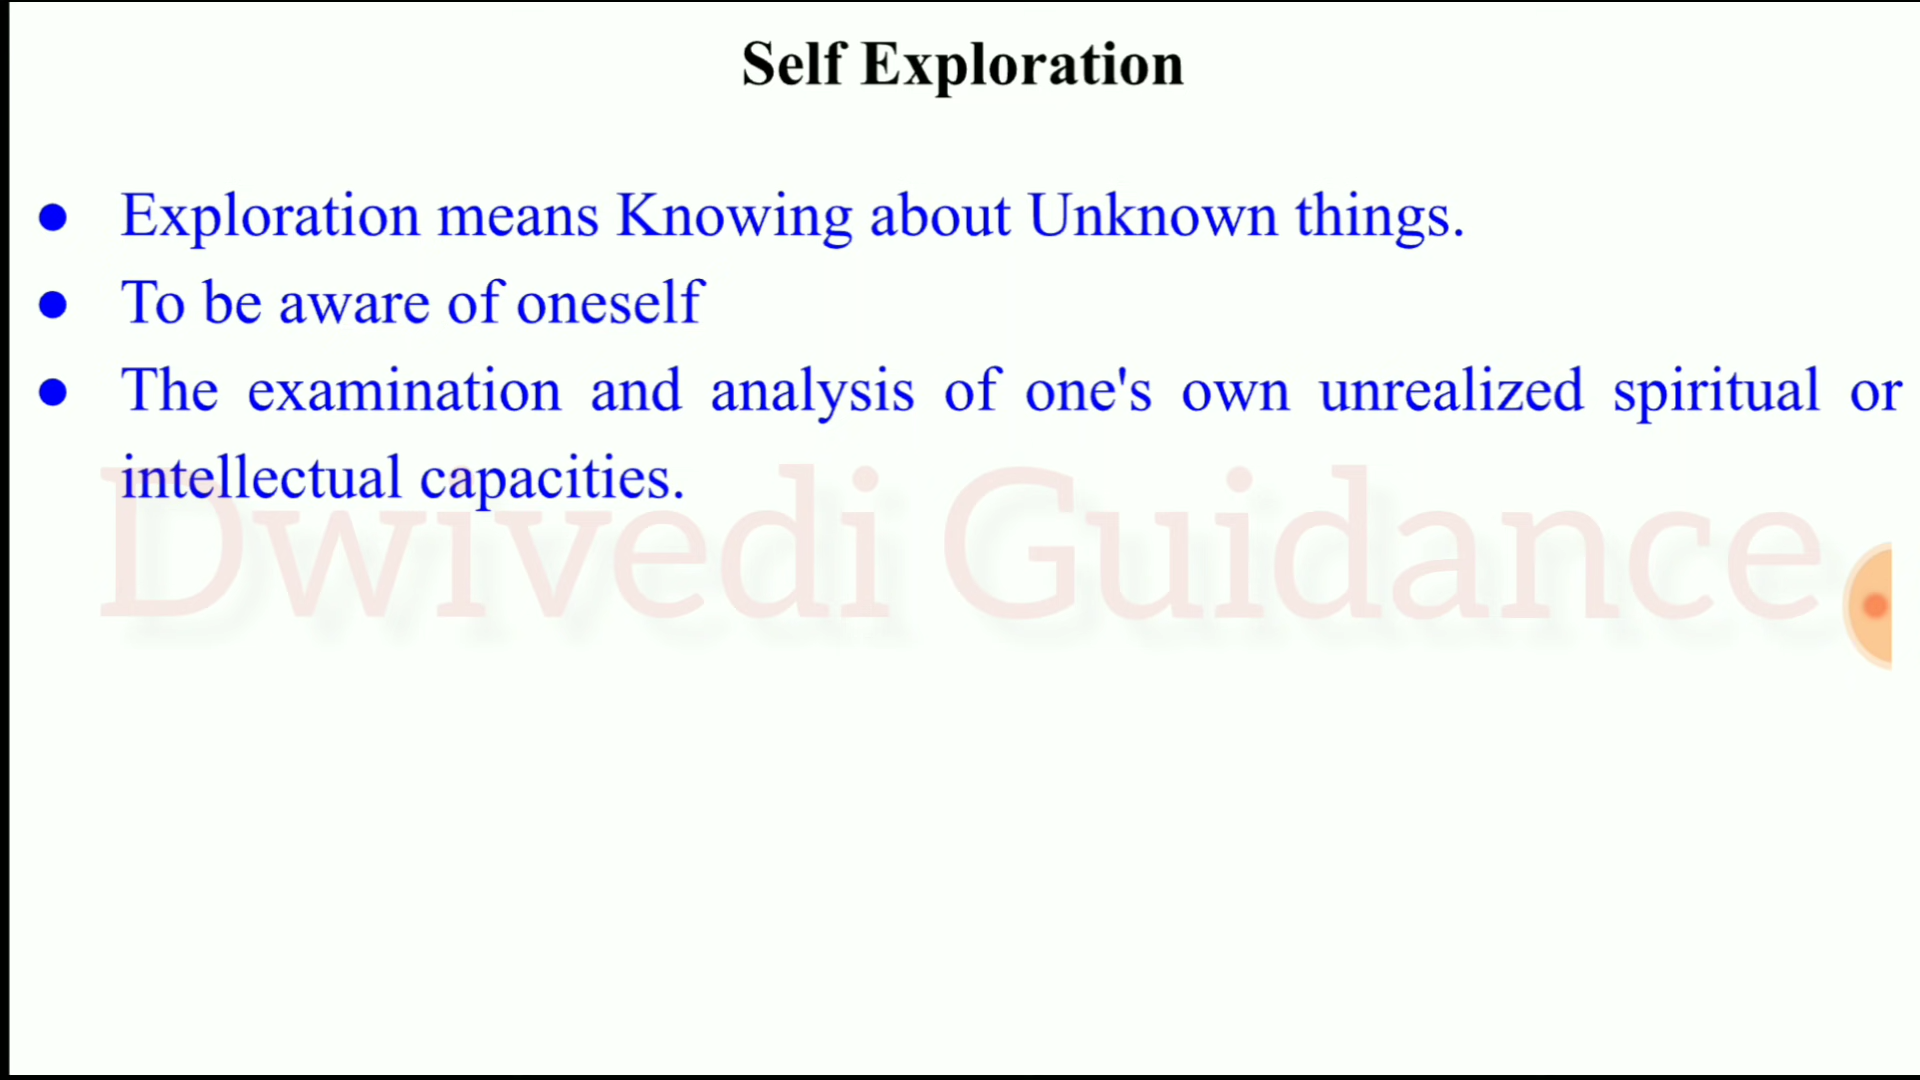 Self Exploration
● Exploration means Knowing about Unknown things.
● To be aware of oneself
● The examination and analysis of one's own unrealized spiritual or
intellectual capacities.
Dwivedi Guidance